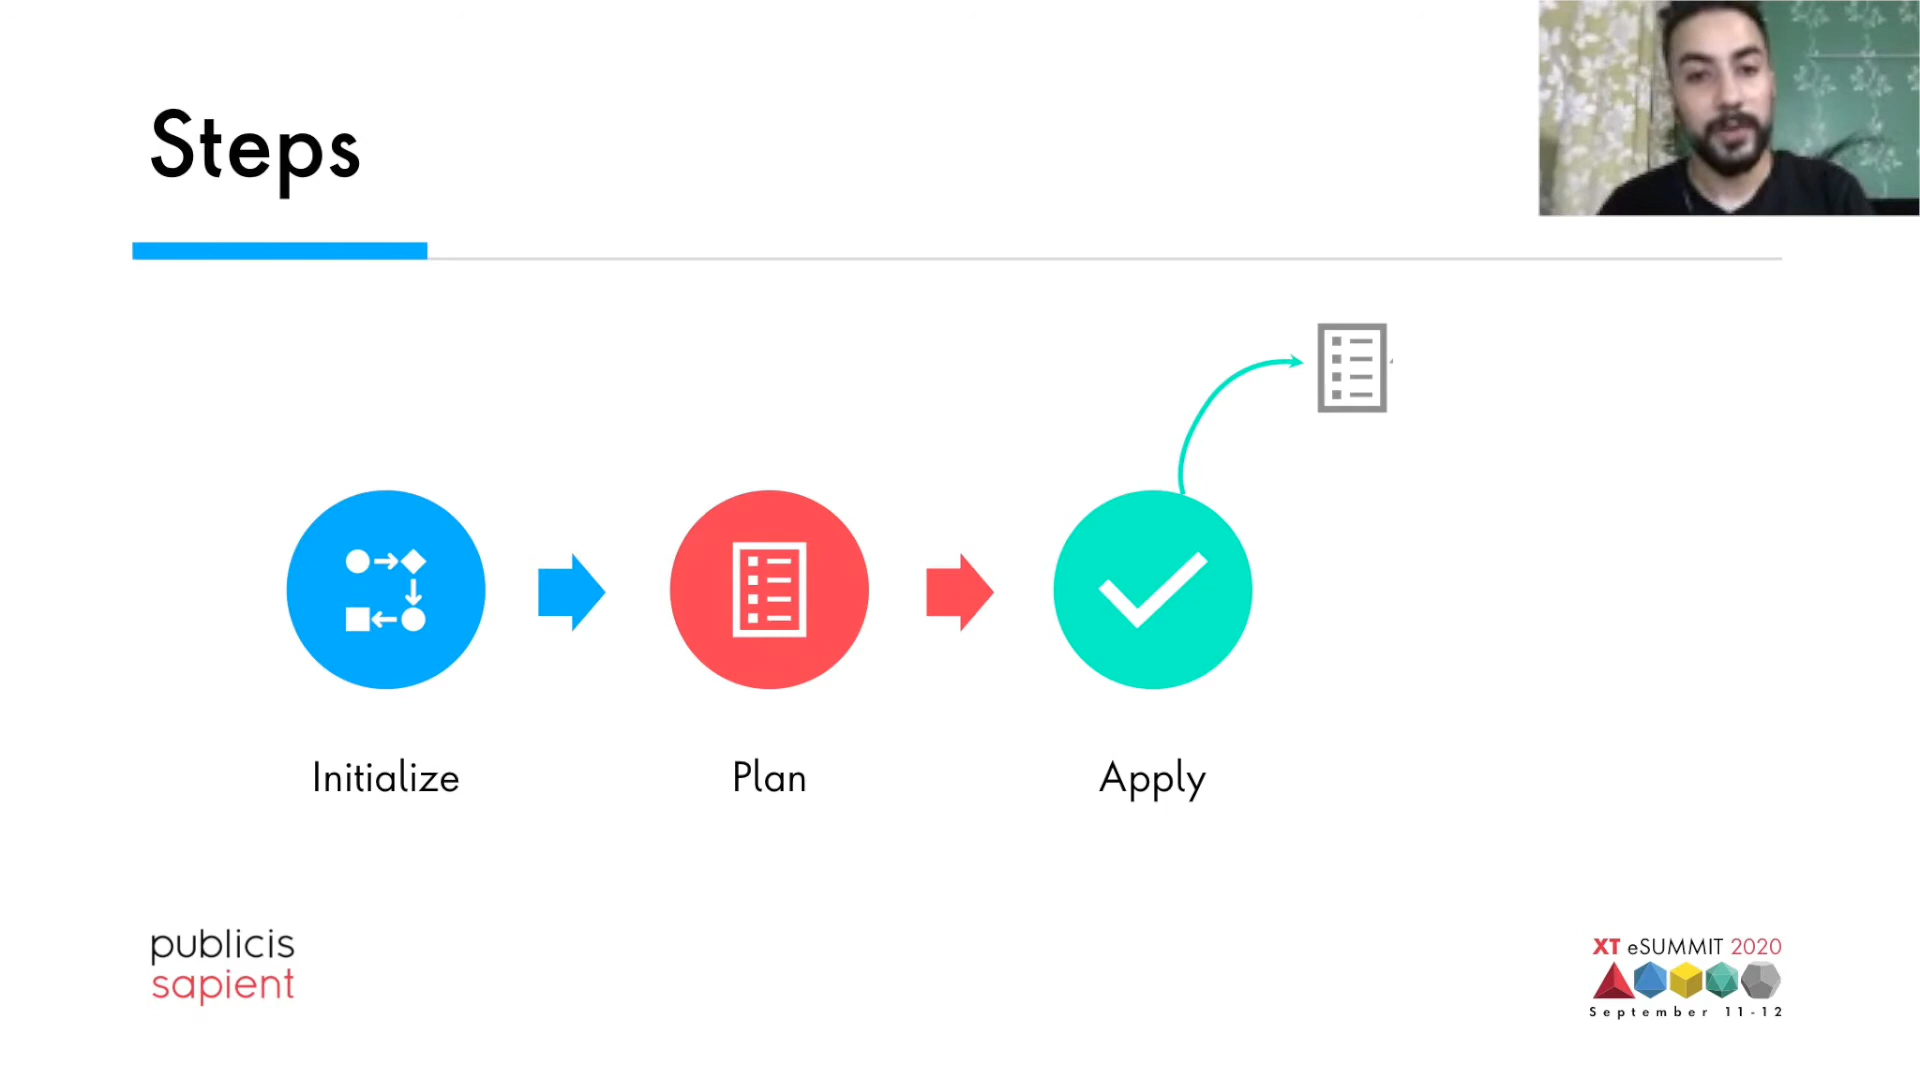 Steps
Initialize
Plan
Apply
publicis
sapient
XT eSUMMIT 2020
September 11-12